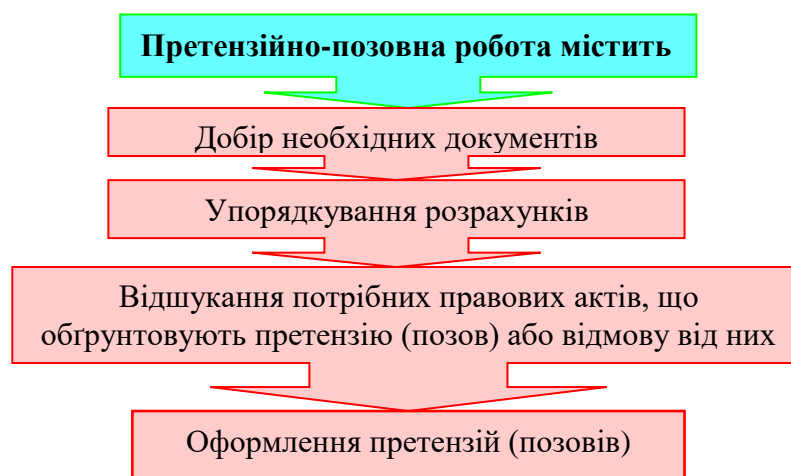 Претензійно-позовна робота містить
Добір необхідних документів
Упорядкування розрахунків
Відшукання потрібних правових актів, що
обґрунтовують претензію (позов) або відмову від них
Оформлення претензій (позовів)